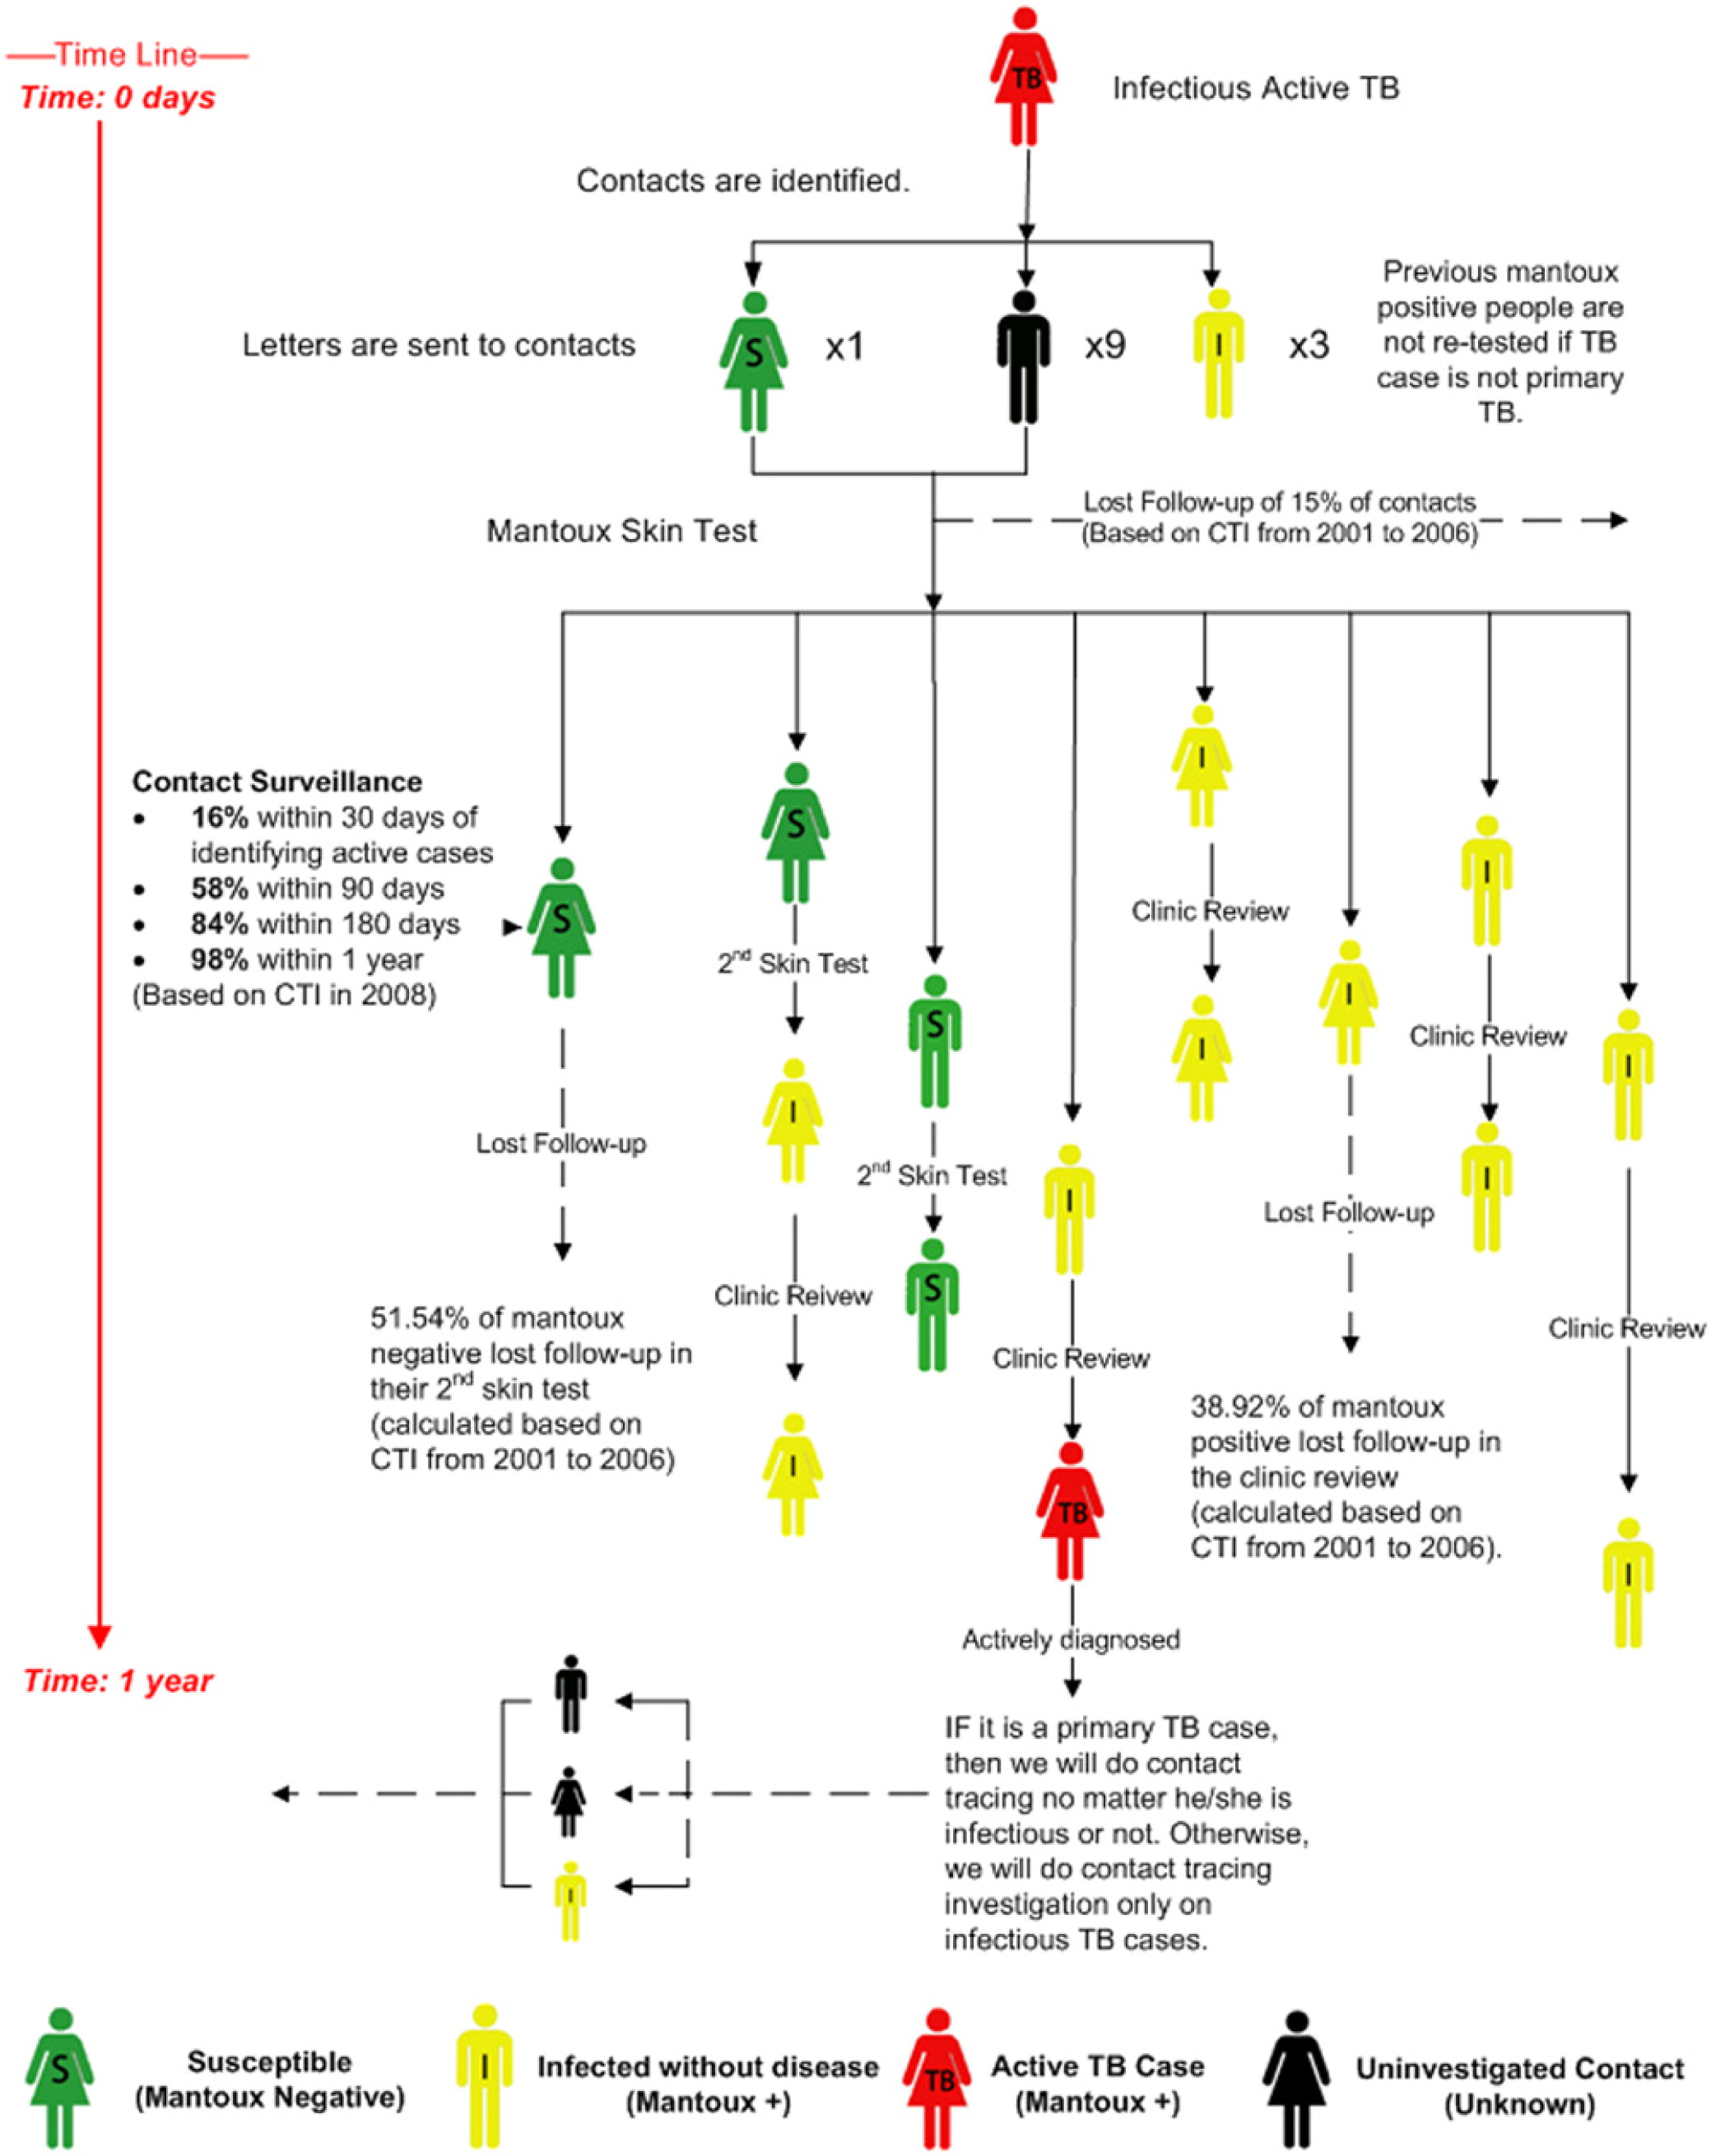 Time Line
Time: 0 days
TB
Infectious Active TB
Contacts are identified.
Letters are sent to contacts
S
x1
x9
I
x3
Previous mantoux
positive people are
not re-tested if TB
case is not primary
TB.
Mantoux Skin Test
Lost Follow-up of 15% of contacts
(Based on CTI from 2001 to 2006)
Contact Surveillance
• 16% within 30 days of
identifying active cases
• 58% within 90 days
• 84% within 180 days
• 98% within 1 year
(Based on CTI in 2008)
S
Lost Follow-up
51.54% of mantoux
negative lost follow-up in
their 2nd skin test
(calculated based on
CTI from 2001 to 2006)
S
2nd Skin Test
I
Clinic Reivew
I
S
2nd Skin Test
S
I
Clinic Review
TB
Actively diagnosed
I
Clinic Review
I
I
Lost Follow-up
38.92% of mantoux
positive lost follow-up in
the clinic review
(calculated based on
CTI from 2001 to 2006).
I
Clinic Review
I
I
Clinic Review
I
Time: 1 year
IF it is a primary TB case,
then we will do contact
tracing no matter he/she is
infectious or not. Otherwise,
we will do contact tracing
investigation only on
infectious TB cases.
I
S
Susceptible
(Mantoux Negative)
I
Infected without disease
(Mantoux +)
TB
Active TB Case
(Mantoux +)
Uninvestigated Contact
(Unknown)